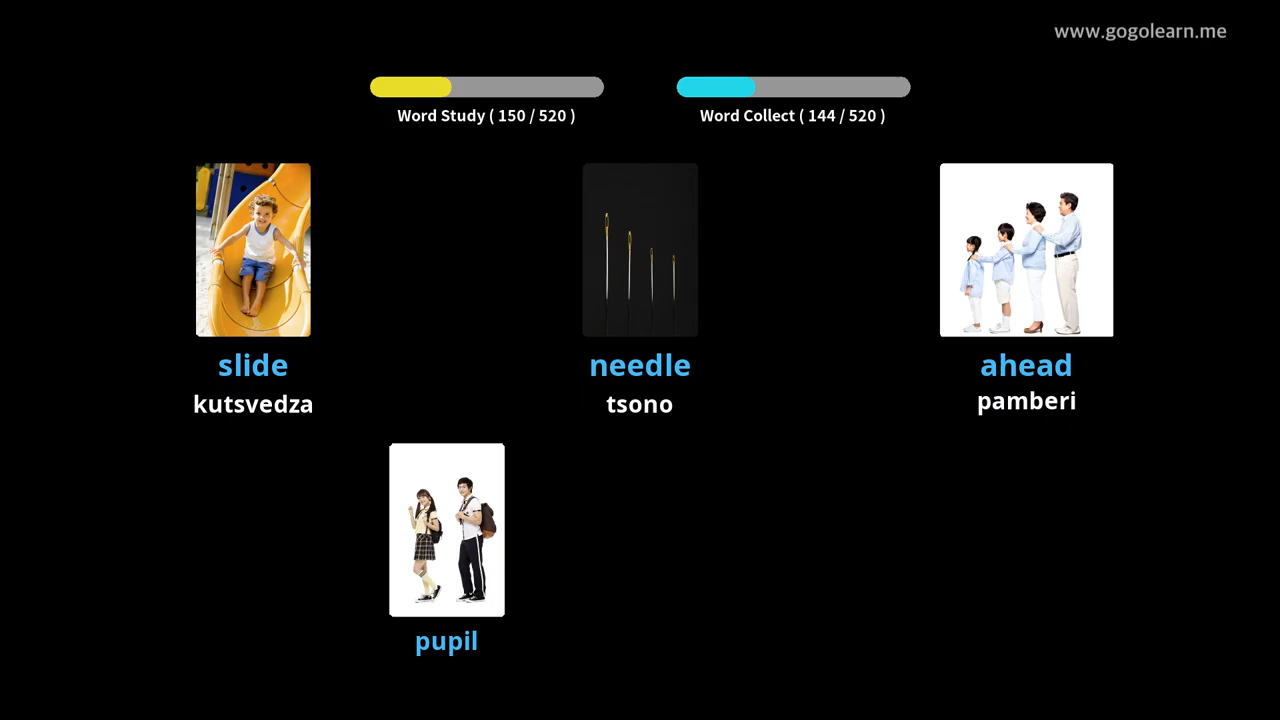 www.gogolearn.me
Word Study ( 150 / 520 )
Word Collect ( 144 / 520 )
slide
needle
ahead
kutsvedza
tsono
pamberi
pupil